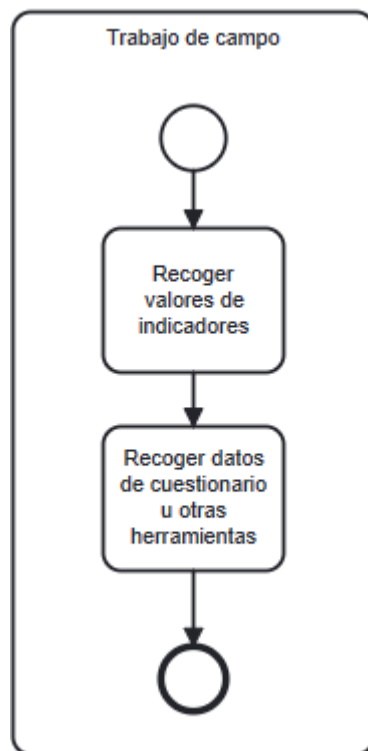 Trabajo de campo
Recoger
valores de
indicadores
Recoger datos
de cuestionario
u otras
herramientas